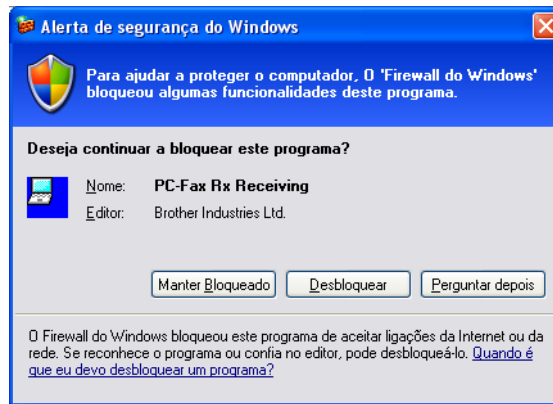 Alerta de segurança do Windows
Para ajudar a proteger o computador, O 'Firewall do Windows'
bloqueou algumas funcionalidades deste programa.
Deseja continuar a bloquear este programa?
Nome: PC-Fax Rx Receiving
Editor: Brother Industries Ltd.
Manter Bloqueado Desbloquear Perguntar depois
O Firewall do Windows bloqueou este programa de aceitar ligações da Internet ou da
rede. Se reconhece o programa ou confia no editor, pode desbloqueá-lo. Quando é
que eu devo desbloquear um programa?